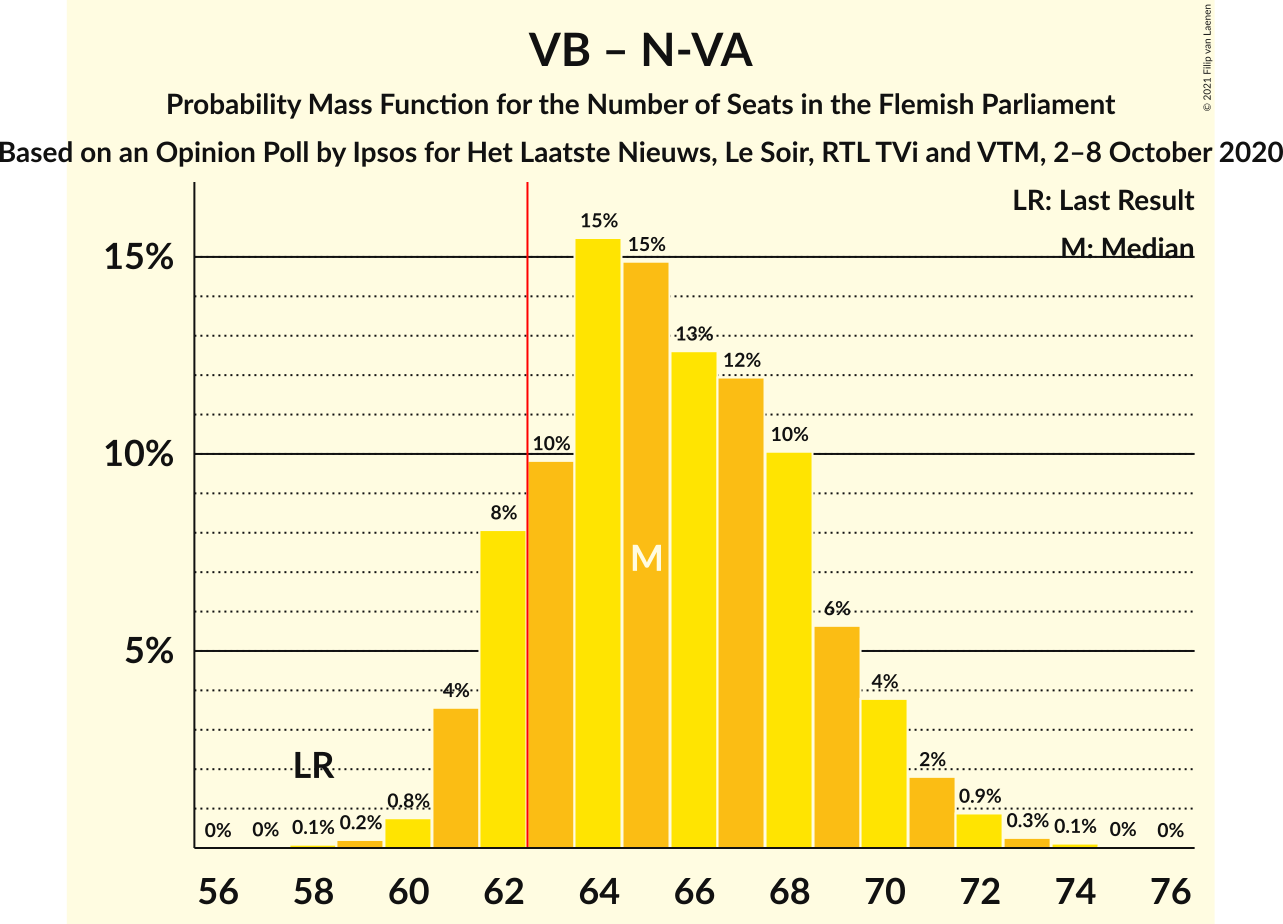 VB – N-VA
Probability Mass Function for the Number of Seats in the Flemish Parliament
Based on an Opinion Poll by Ipsos for Het Laatste Nieuws, Le Soir, RTL TVi and VTM, 2–8 October 2020
© 2021 Filip van Laenen
LR: Last Result
M: Median
15%
10%
5%
0% 0% 0.1% 0.2% 0.8% 4% 8% 10% 15% 15% 13% 12% 10% 6% 4% 2% 0.9% 0.3% 0.1% 0% 0%
LR
M
56 58 60 62 64 66 68 70 72 74 76